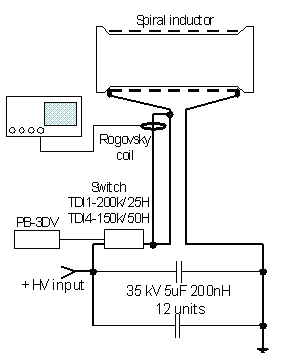 Spiral inductor
Rogovsky
coil
Switch
TDI1-200k/25H
TDI4-150k/50H
PB-3DV
+ HV input
35 kV 5uF 200nH
12 units